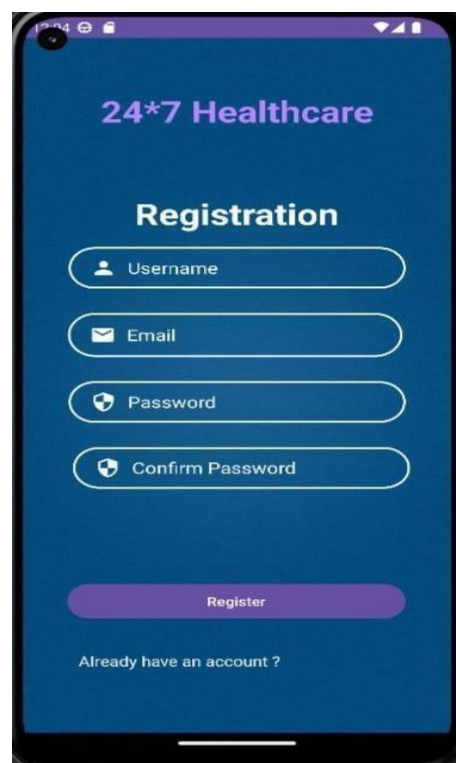 24*7 Healthcare
Registration
Username
Email
Password
Confirm Password
Register
Already have an account ?